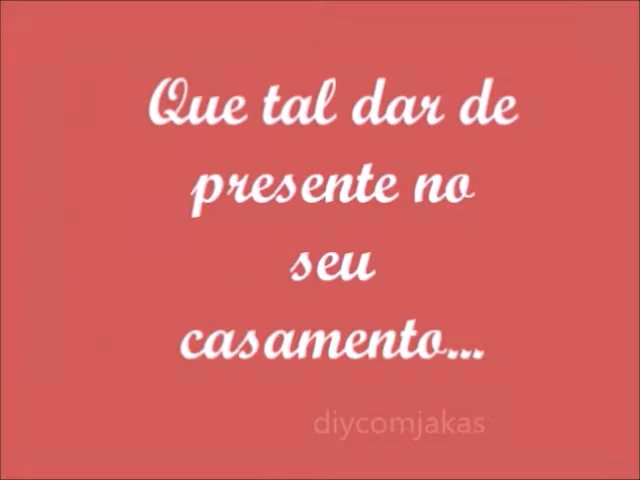 Que tal dar de
presente no
seu
casamento...
diycomjakas